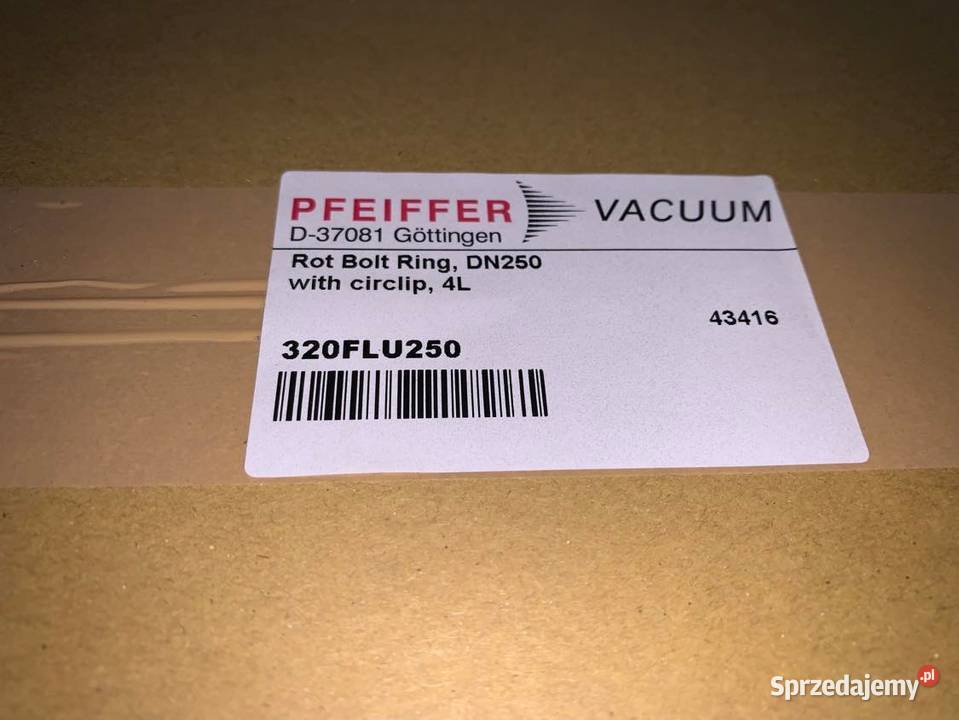 PFEIFFER VACUUM
D-37081 Göttingen
Rot Bolt Ring, DN250
with circlip, 4L
43416
320FLU250
Sprzedajemy.pl